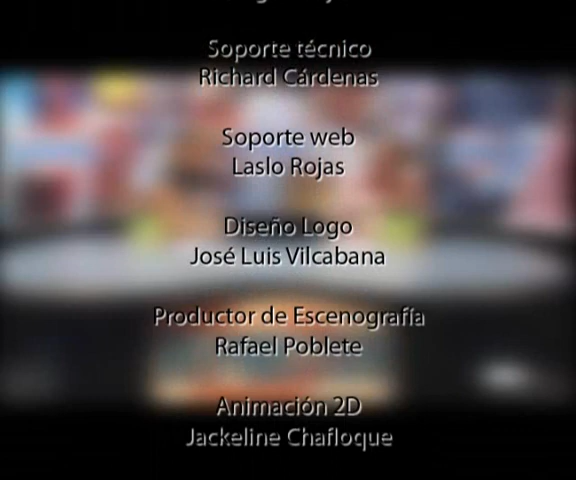 Soporte técnico
Richard Cárdenas
Soporte web
Laslo Rojas
Diseño Logo
José Luis Vilcabana
Productor de Escenografía
Rafael Poblete
Animación 2D
Jackeline Chafloque